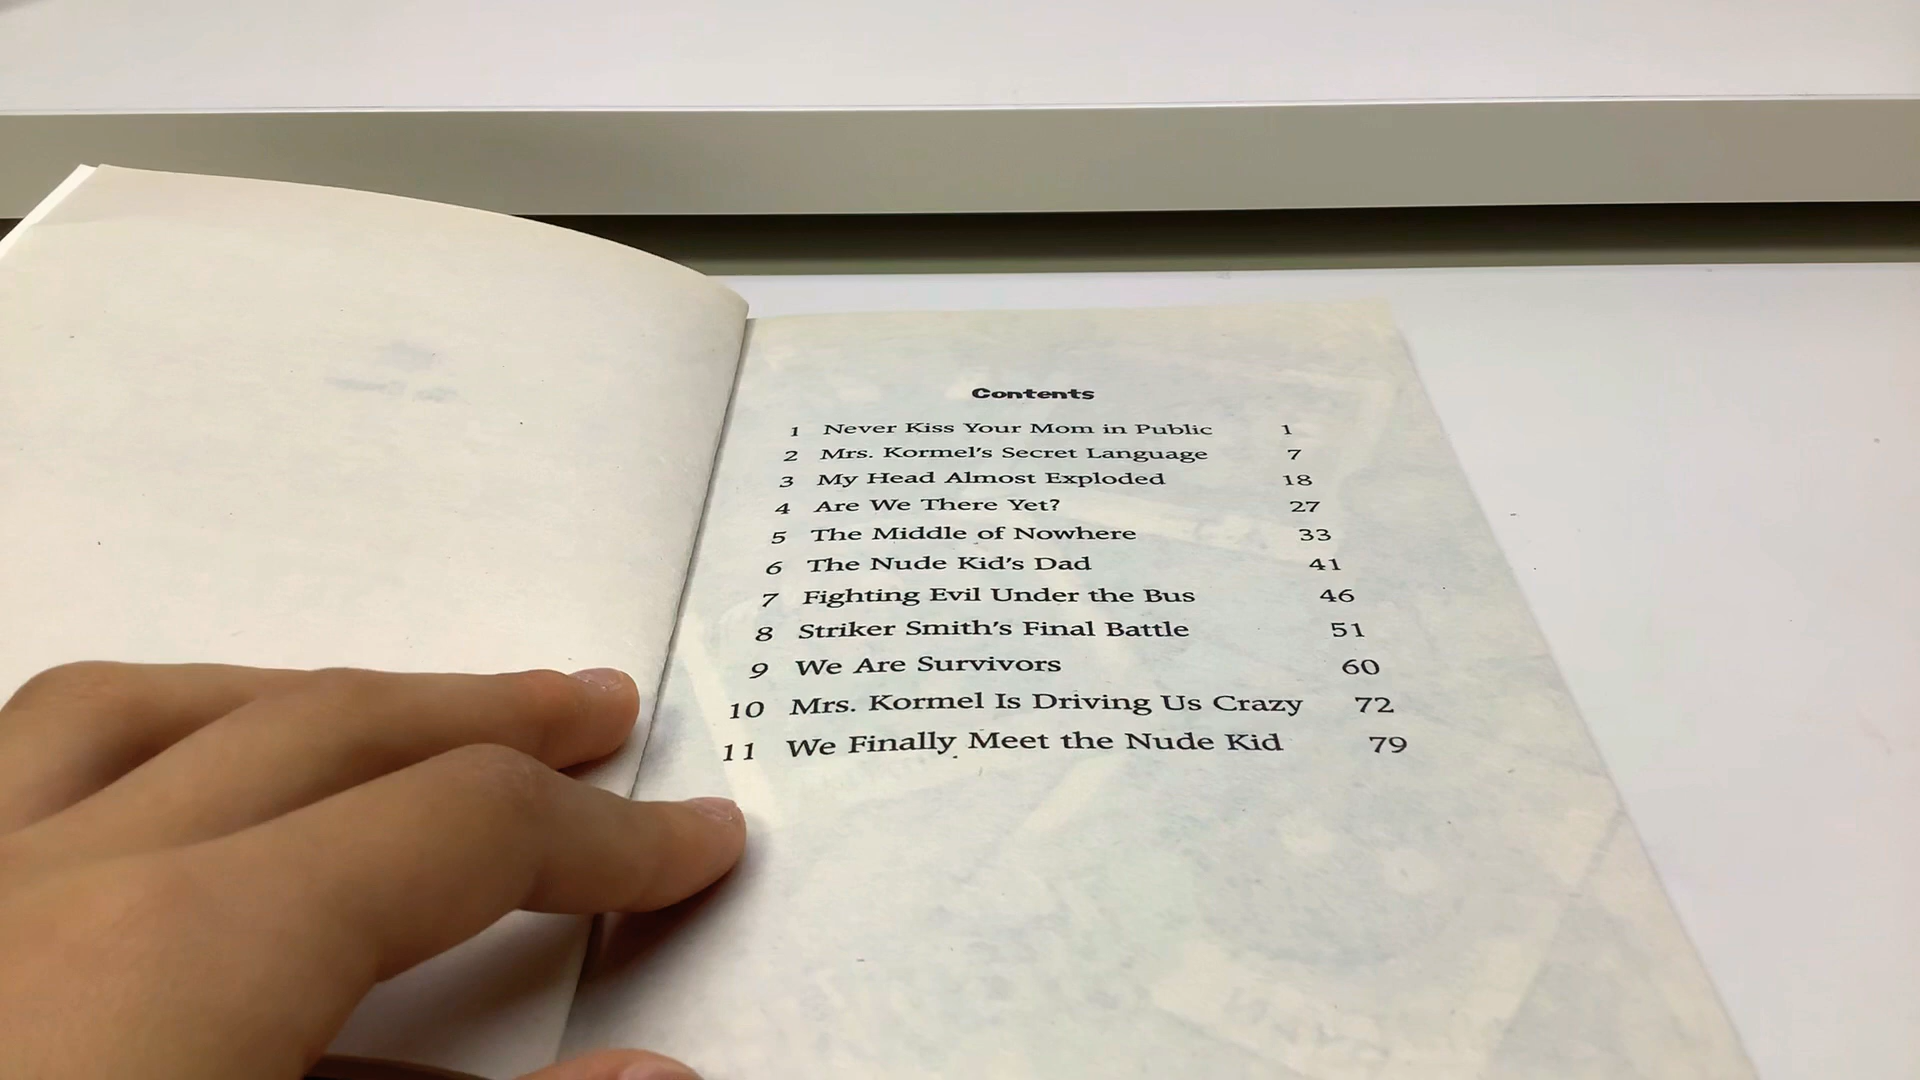 Contents
1 Never Kiss Your Mom in Public 1
2 Mrs. Kormel's Secret Language 7
3 My Head Almost Exploded 18
4 Are We There Yet? 27
5 The Middle of Nowhere 33
6 The Nude Kid's Dad 41
7 Fighting Evil Under the Bus 46
8 Striker Smith's Final Battle 51
9 We Are Survivors 60
10 Mrs. Kormel Is Driving Us Crazy 72
11 We Finally Meet the Nude Kid 79